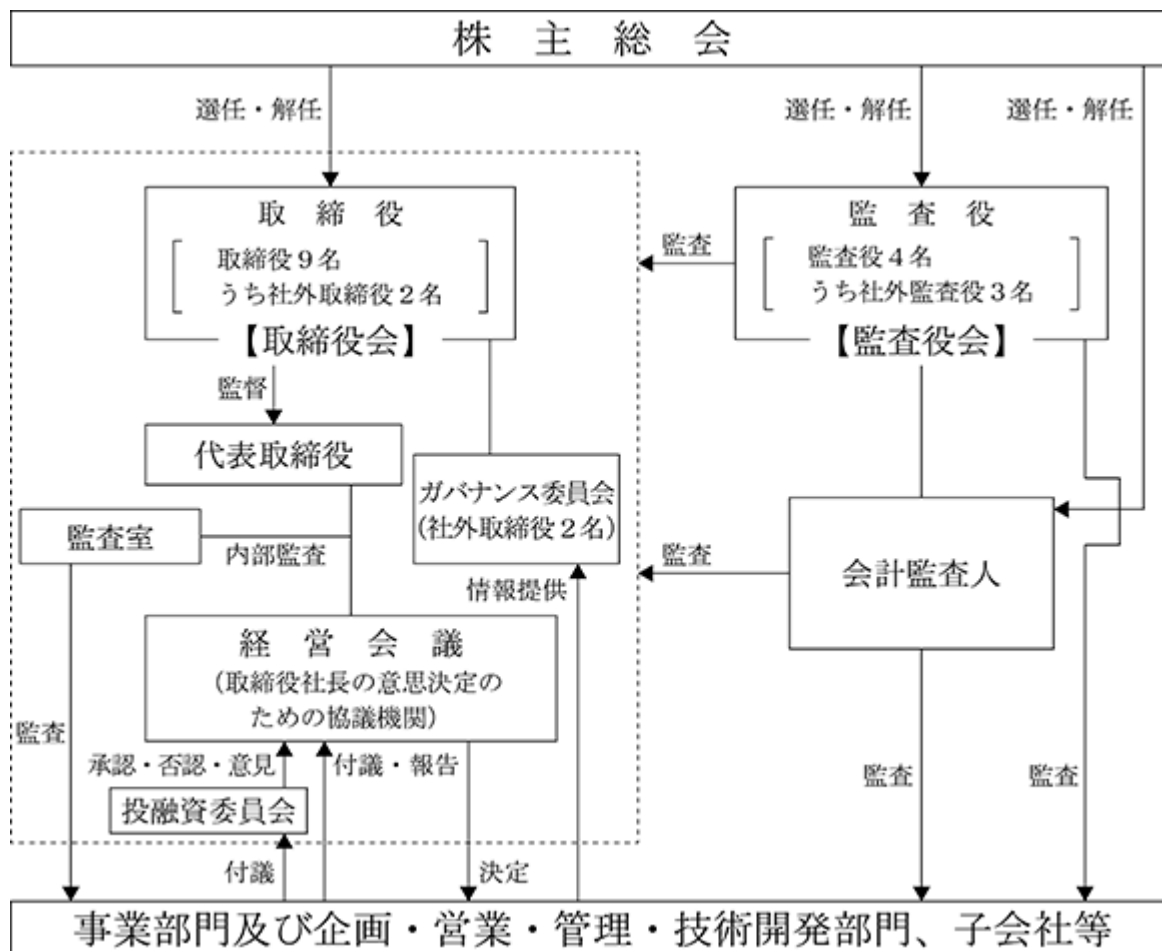 株主総会
選任・解任
選任・解任
選任・解任
取締役
取締役9名
うち社外取締役2名
【取締役会】
監査
監査役
監査役4名
うち社外監査役3名
【監査役会】
監督
代表取締役
ガバナンス委員会
(社外取締役2名)
監査室
内部監査
監査
会計監査人
情報提供
経営会議
(取締役社長の意思決定の
ための協議機関)
監査
承認・否認・意見
付議・報告
投融資委員会
監査
監査
付議
決定
事業部門及び企画・営業・管理・技術開発部門、子会社等